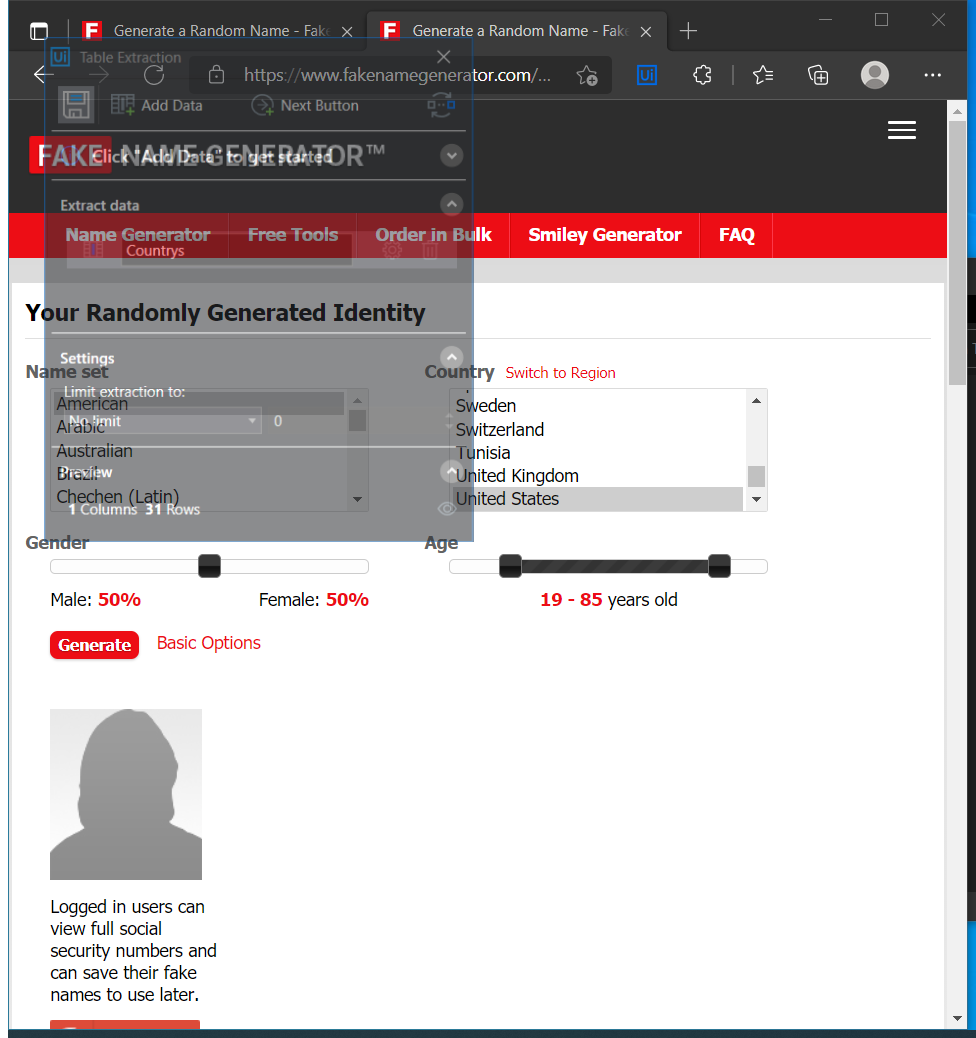 Generate a Random Name - Fake
Generate a Random Name - Fake
Ui Table Extraction
https://www.fakenamegenerator.com/...
Ui
Add Data
Next Button
FAKE NAME GENERATOR™
Click "Add Data" to get started
Extract data
Name Generator
Free Tools
Order in Bulk
Smiley Generator
FAQ
Countrys
Your Randomly Generated Identity
Settings
Name set
Country Switch to Region
Limit extraction to:
American
Arabic
Australian
Brazil
Chechen (Latin)
No limit
0
Sweden
Switzerland
Tunisia
United Kingdom
United States
Preview
1 Columns 31 Rows
Gender
Age
Male: 50%
Female: 50%
19 - 85 years old
Generate
Basic Options
Logged in users can
view full social
security numbers and
can save their fake
names to use later.